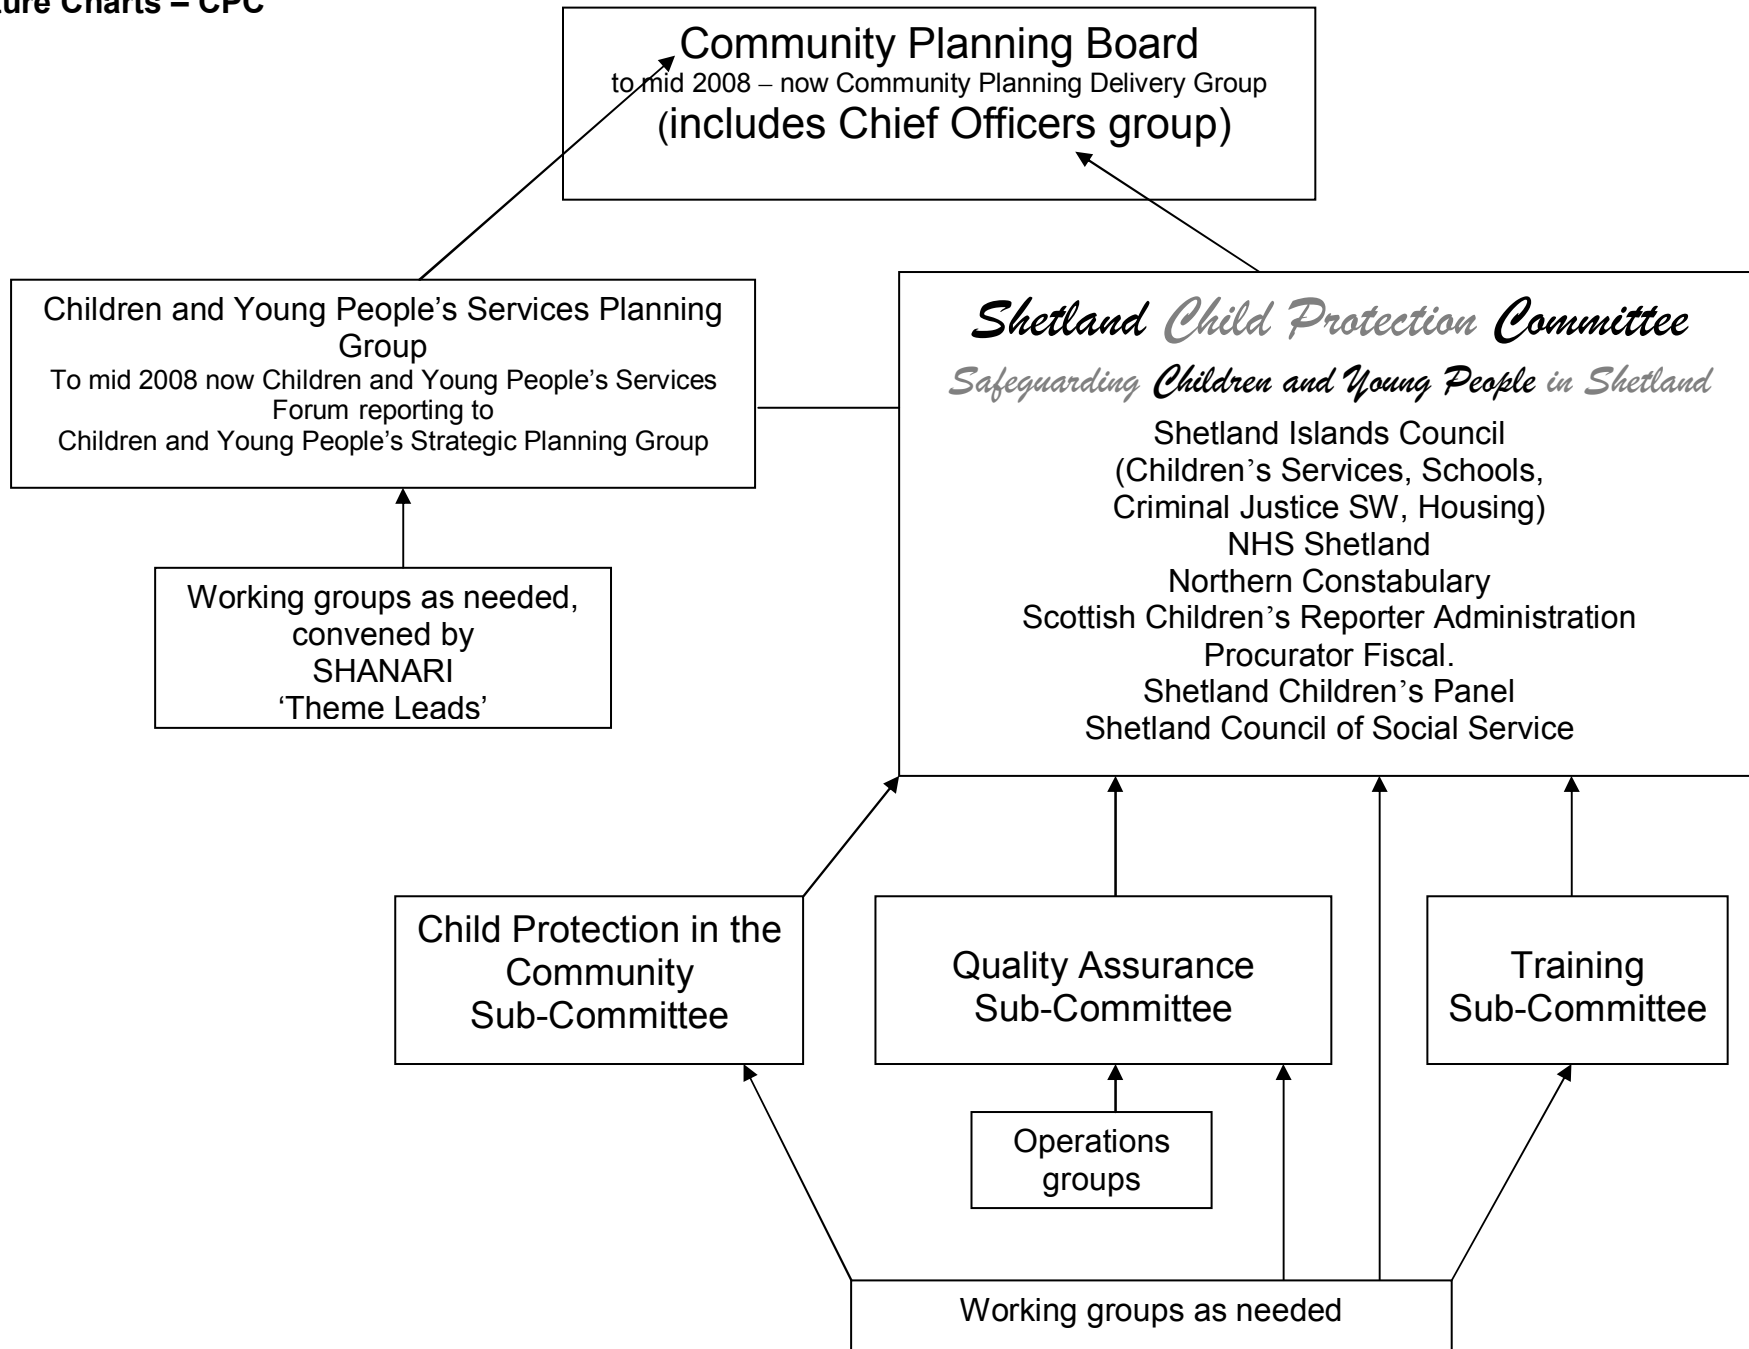 ure Charts – CPC
Community Planning Board
to mid 2008 – now Community Planning Delivery Group
(includes Chief Officers group)
Children and Young People’s Services Planning
Group
To mid 2008 now Children and Young People’s Services
Forum reporting to
Children and Young People’s Strategic Planning Group
Shetland Child Protection Committee
Safeguarding Children and Young People in Shetland
Shetland Islands Council
(Children’s Services, Schools,
Criminal Justice SW, Housing)
NHS Shetland
Northern Constabulary
Scottish Children’s Reporter Administration
Procurator Fiscal.
Shetland Children’s Panel
Shetland Council of Social Service
Working groups as needed,
convened by
SHANARI
‘Theme Leads’
Child Protection in the
Community
Sub-Committee
Quality Assurance
Sub-Committee
Training
Sub-Committee
Operations
groups
Working groups as needed